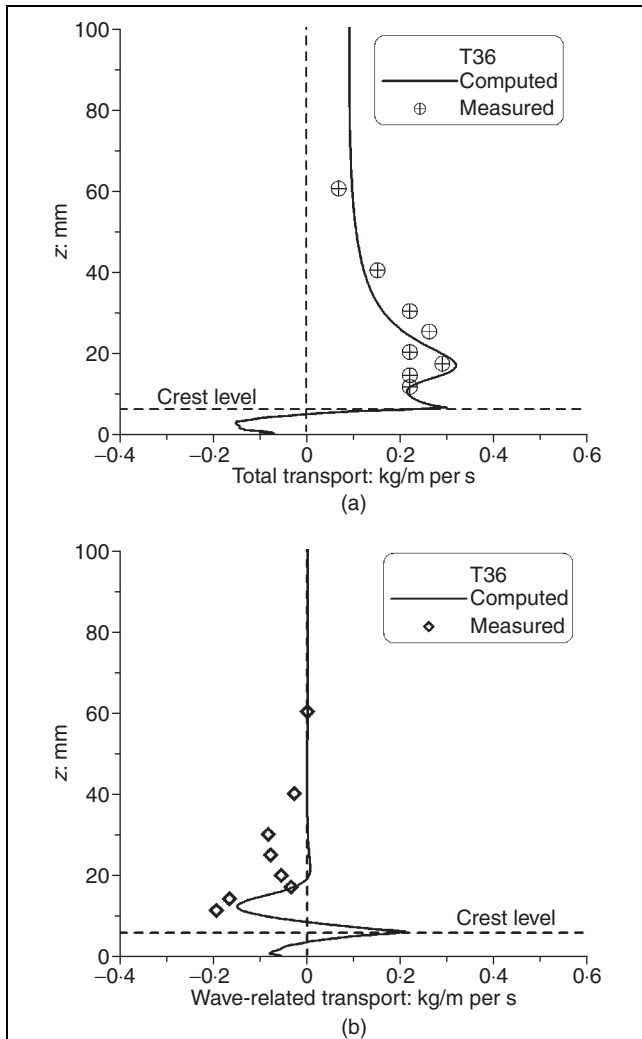 100
T36
Computed
Measured
80
60
z: mm
40
20
Crest level
0
−0·4
−0·2
0
0·2
0·4
0·6
Total transport: kg/m per s
(a)
100
T36
Computed
Measured
80
60
z: mm
40
20
Crest level
0
−0·4
−0·2
0
0·2
0·4
0·6
Wave-related transport: kg/m per s
(b)